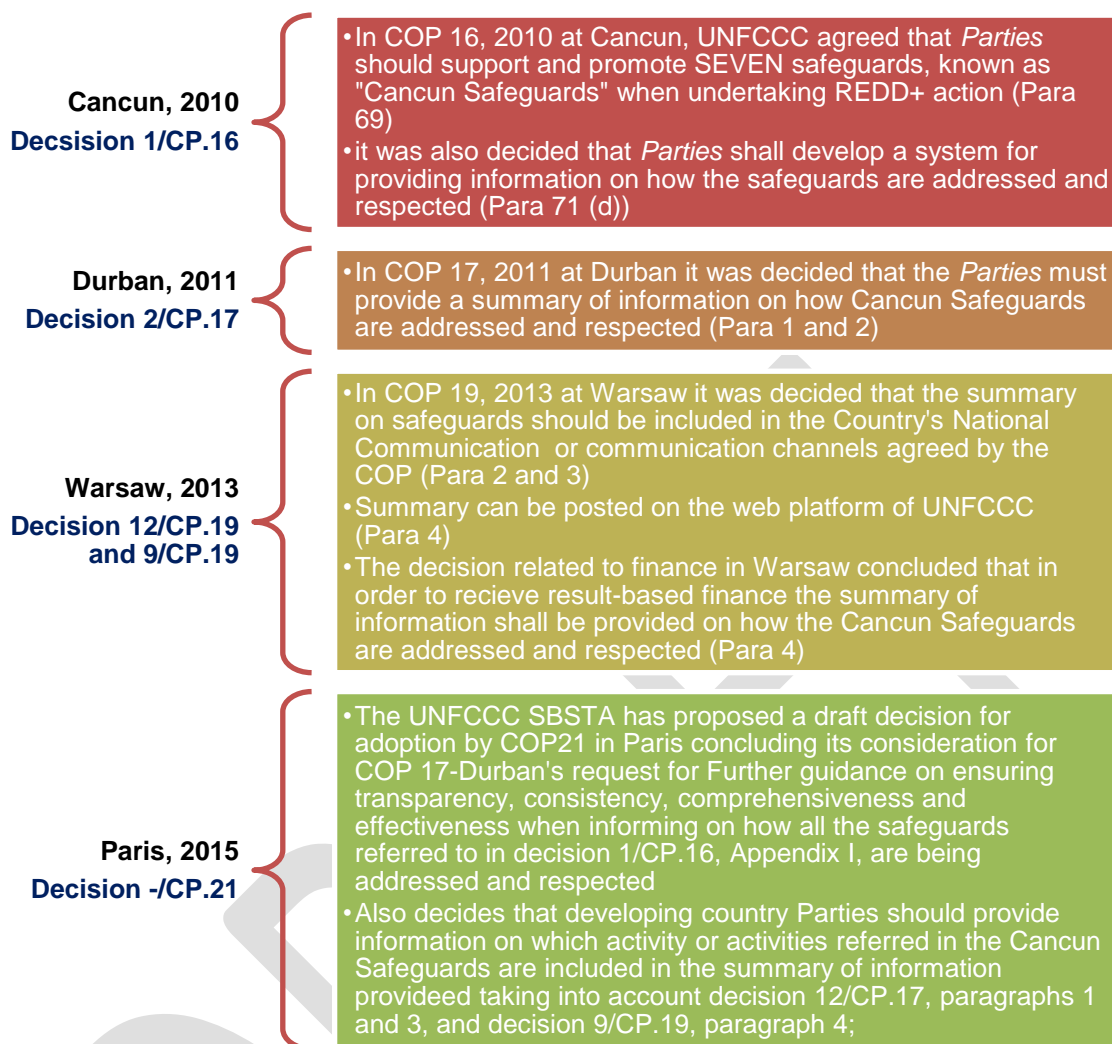 Cancun, 2010
Decsision 1/CP.16
•In COP 16, 2010 at Cancun, UNFCCC agreed that Parties
should support and promote SEVEN safeguards, known as
"Cancun Safeguards" when undertaking REDD+ action (Para
69)
•it was also decided that Parties shall develop a system for
providing information on how the safeguards are addressed and
respected (Para 71 (d))
Durban, 2011
Decision 2/CP.17
•In COP 17, 2011 at Durban it was decided that the Parties must
provide a summary of information on how Cancun Safeguards
are addressed and respected (Para 1 and 2)
Warsaw, 2013
Decision 12/CP.19
and 9/CP.19
•In COP 19, 2013 at Warsaw it was decided that the summary
on safeguards should be included in the Country's National
Communication or communication channels agreed by the
COP (Para 2 and 3)
•Summary can be posted on the web platform of UNFCCC
(Para 4)
•The decision related to finance in Warsaw concluded that in
order to recieve result-based finance the summary of
information shall be provided on how the Cancun Safeguards
are addressed and respected (Para 4)
Paris, 2015
Decision -/CP.21
•The UNFCCC SBSTA has proposed a draft decision for
adoption by COP21 in Paris concluding its consideration for
COP 17-Durban's request for Further guidance on ensuring
transparency, consistency, comprehensiveness and
effectiveness when informing on how all the safeguards
referred to in decision 1/CP.16, Appendix I, are being
addressed and respected
•Also decides that developing country Parties should provide
information on which activity or activities referred in the Cancun
Safeguards are included in the summary of information
provideed taking into account decision 12/CP.17, paragraphs 1
and 3, and decision 9/CP.19, paragraph 4;